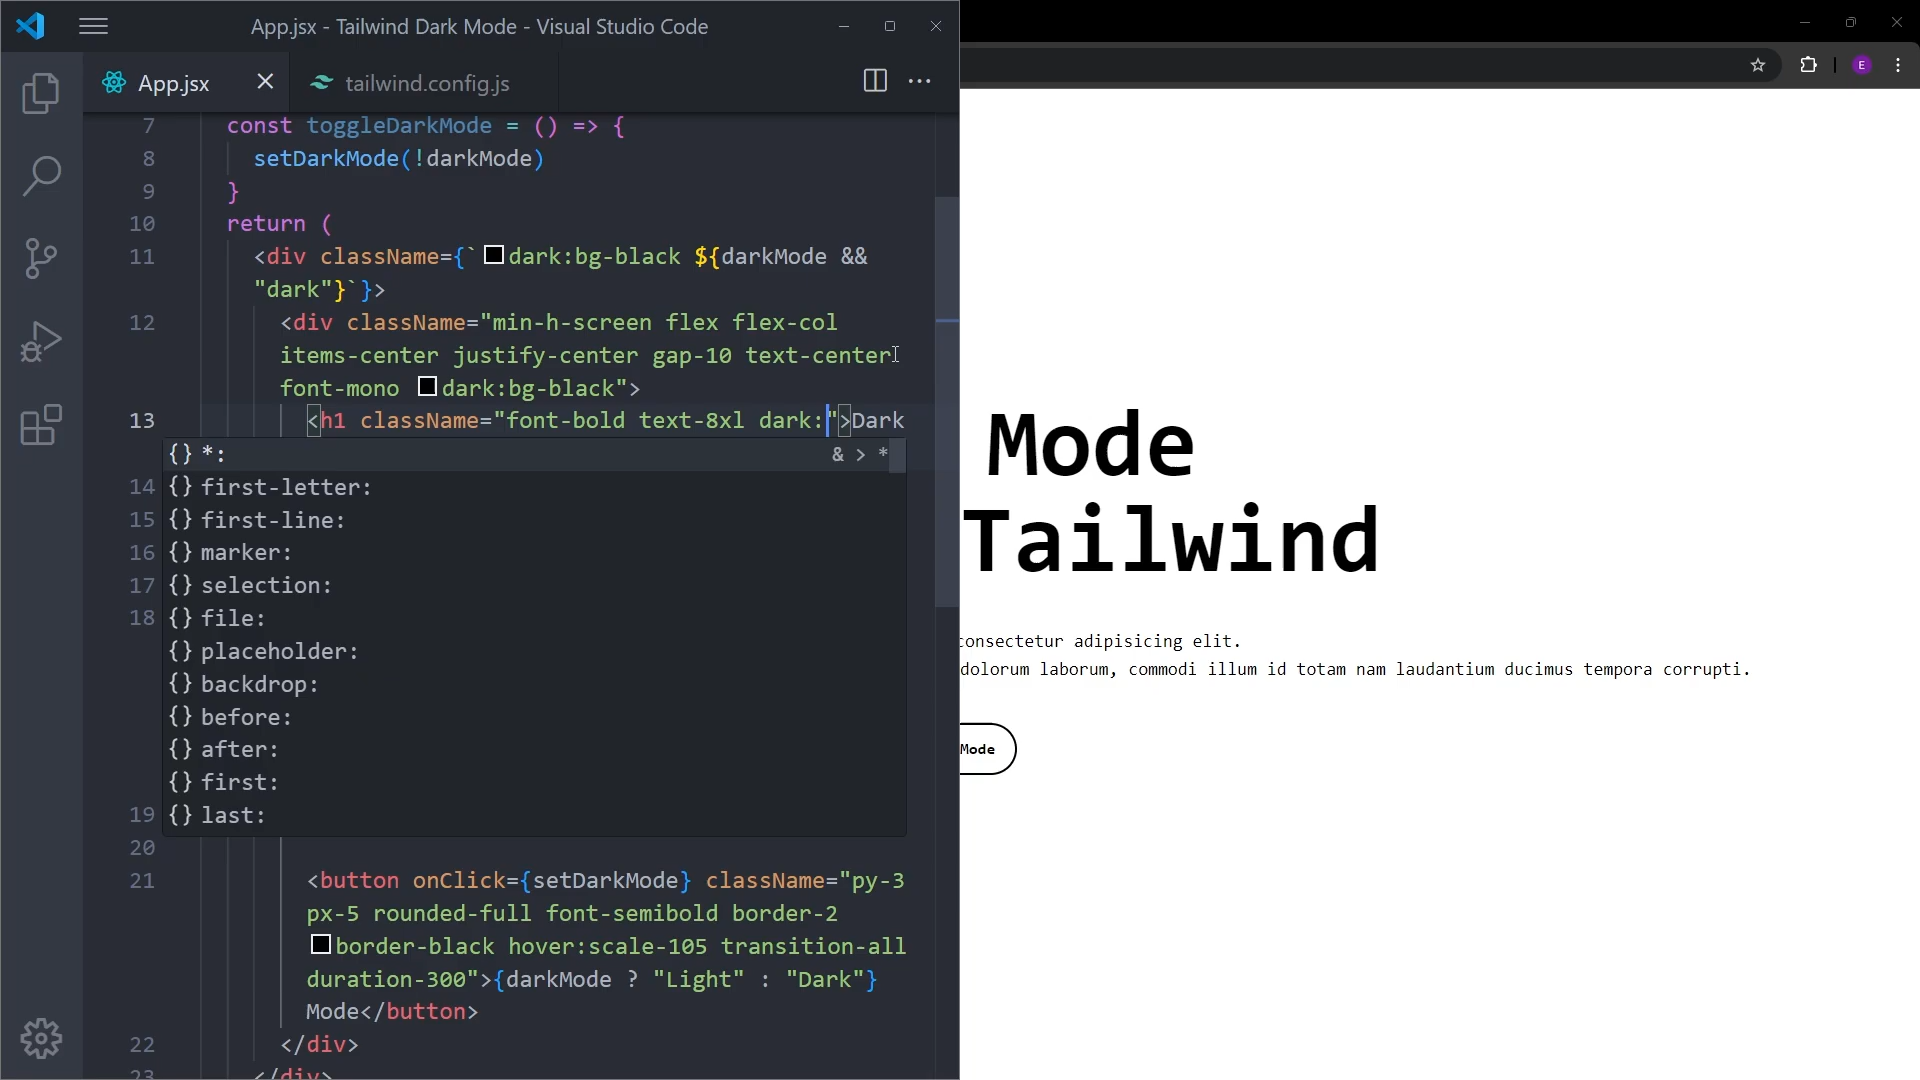 App.jsx - Tailwind Dark Mode - Visual Studio Code
App.jsx
tailwind.config.js
E
7 const toggleDarkMode = () => {
8 setDarkMode(!darkMode)
9 }
10 return (
11 <div className={`dark:bg-black ${darkMode &&
"dark"}`}>
12 <div className="min-h-screen flex flex-col
items-center justify-center gap-10 text-center
font-mono dark:bg-black">
13 <h1 className="font-bold text-8xl dark:">Dark
{} *: & > *
14 {} first-letter:
15 {} first-line:
16 {} marker:
17 {} selection:
18 {} file:
{} placeholder:
{} backdrop:
{} before:
{} after:
{} first:
19 {} last:
20
21 <button onClick={setDarkMode} className="py-3
px-5 rounded-full font-semibold border-2
border-black hover:scale-105 transition-all
duration-300">{darkMode ? "Light" : "Dark"}
Mode</button>
22 </div>
23 </div>
Mode
Tailwind
consectetur adipisicing elit.
dolorum laborum, commodi illum id totam nam laudantium ducimus tempora corrupti.
Mode